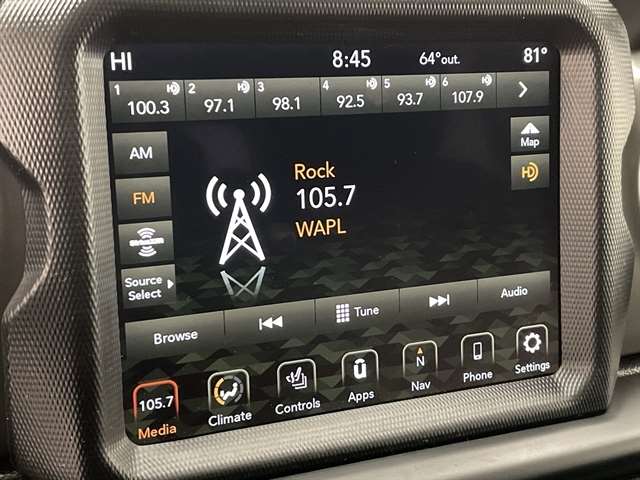 HI 8:45 64°out. 81°
1 100.3 2 97.1 3 98.1 4 92.5 5 93.7 6 107.9
AM
Map
FM
HD
Rock
105.7
WAPL
SiriusXM
Source
Select
Browse Tune Audio
105.7 N
Media Climate Controls Apps Nav Phone Settings